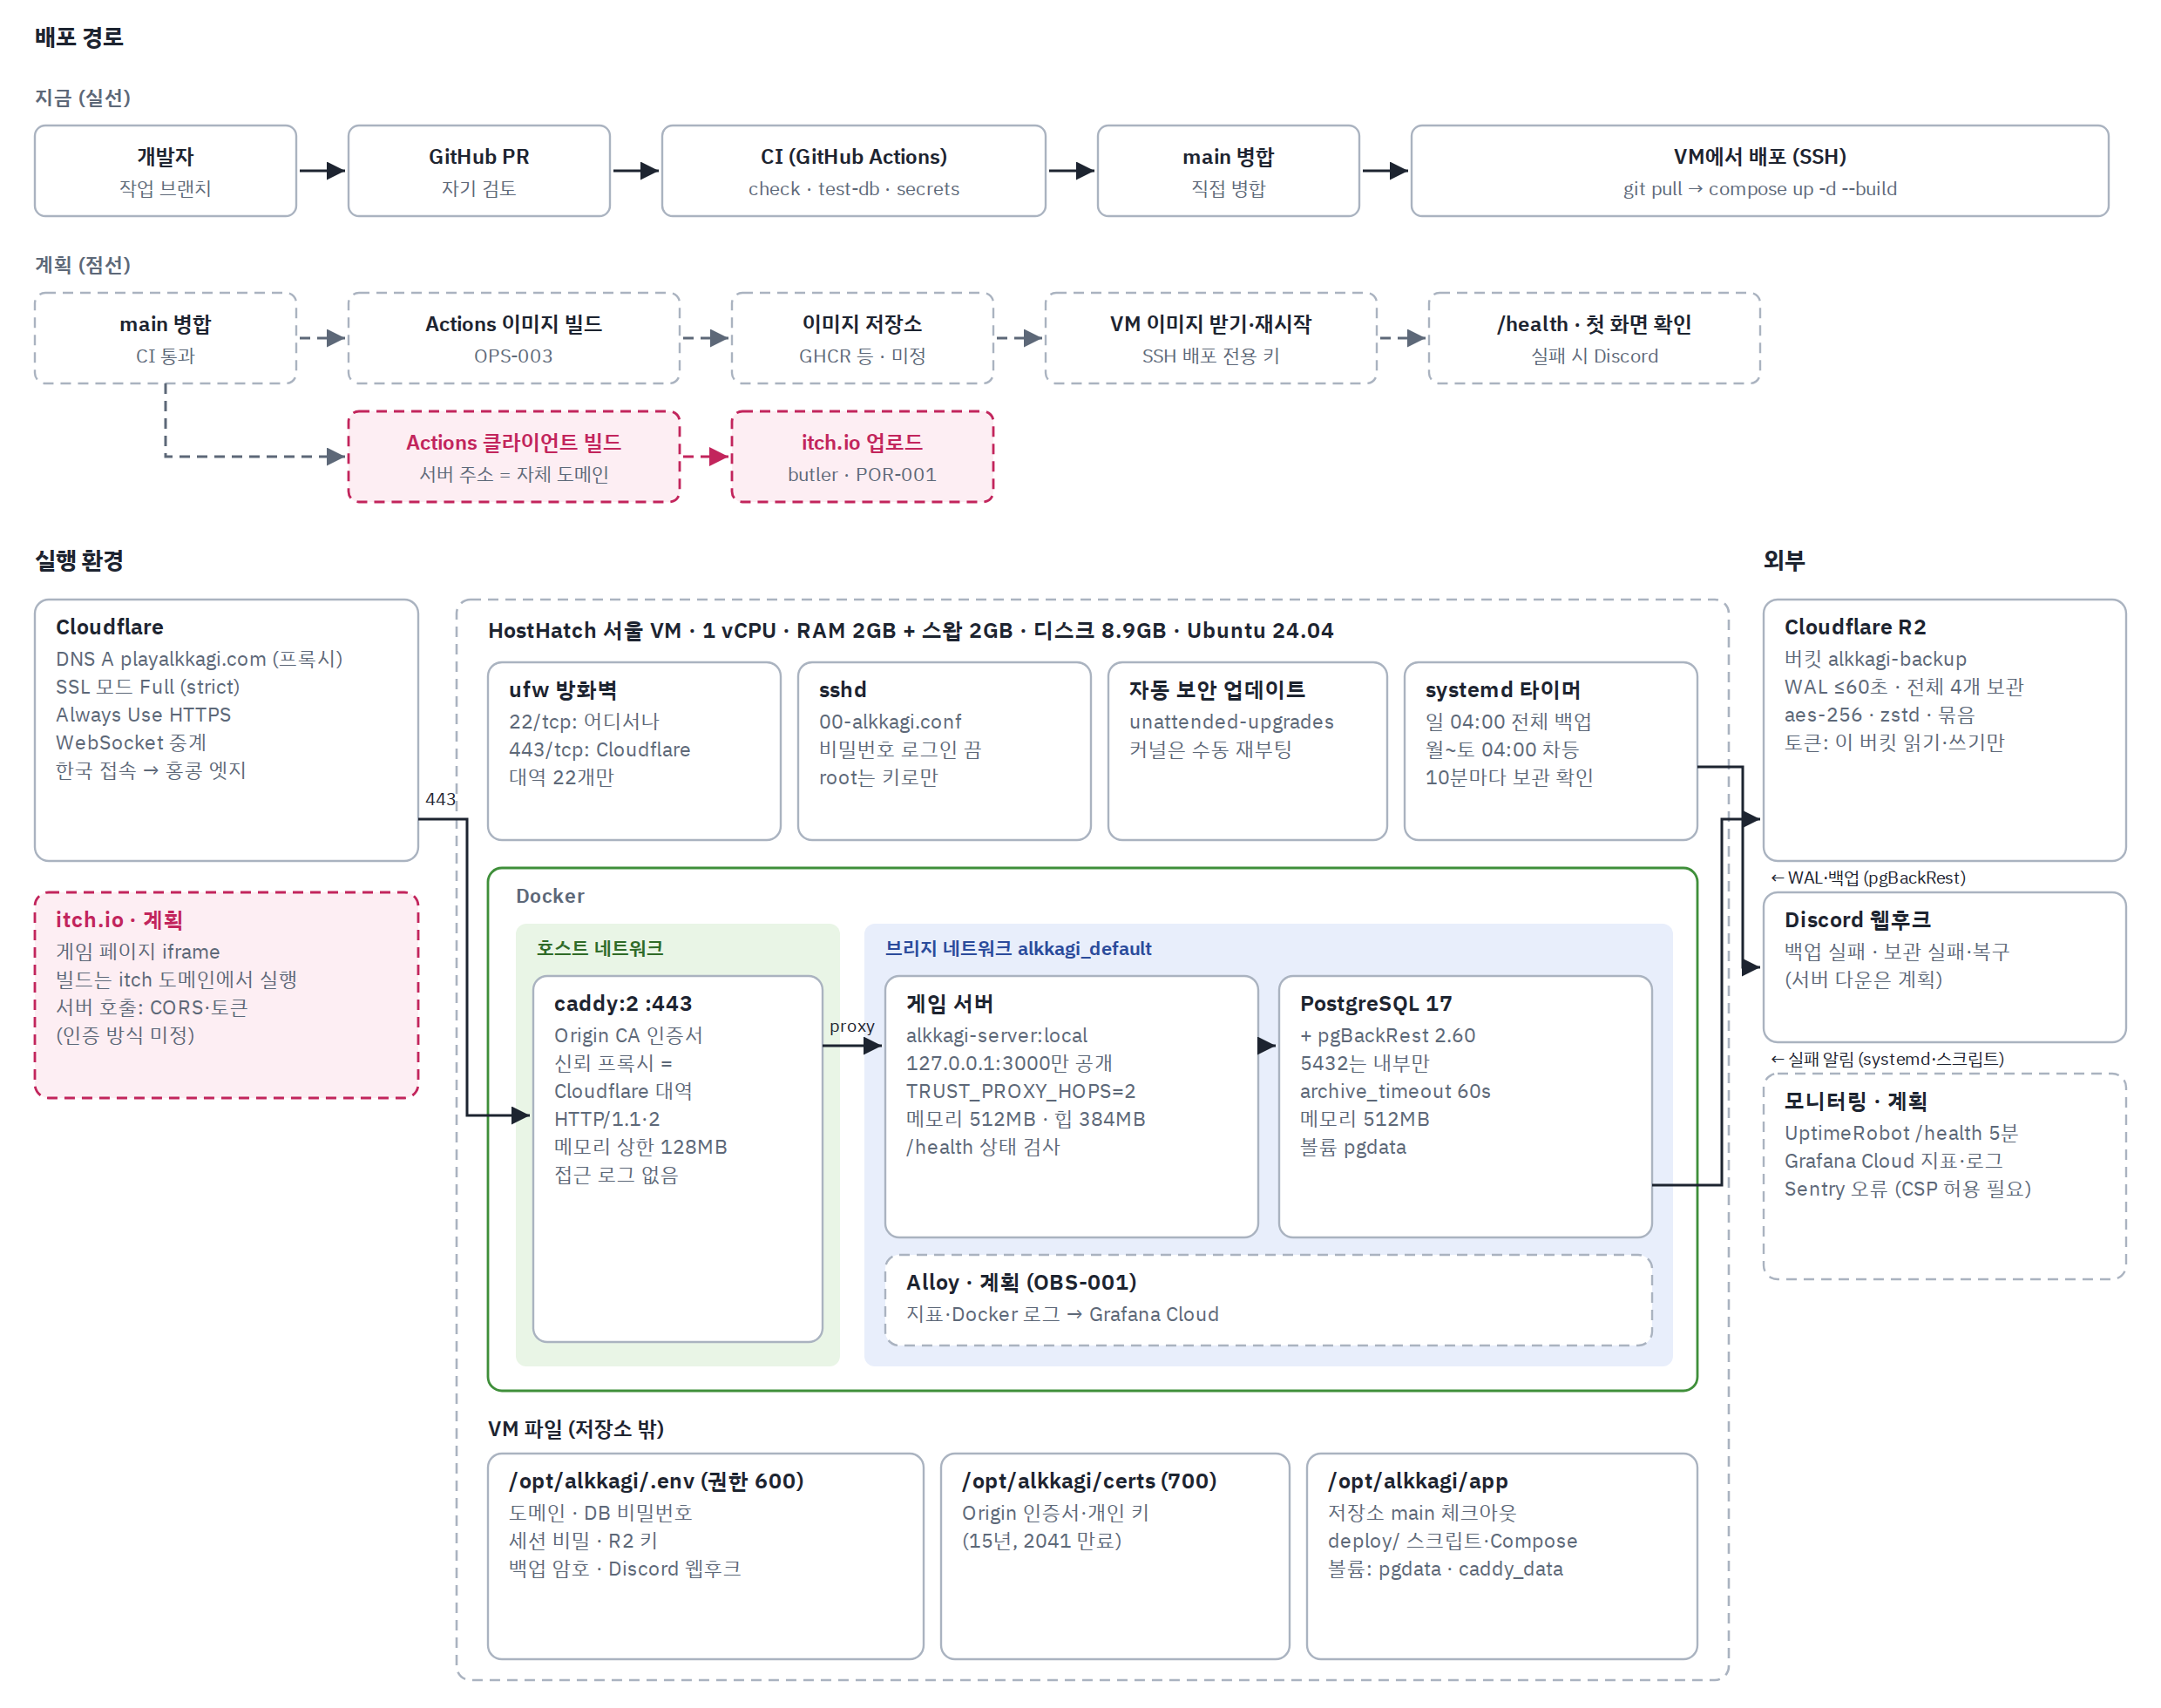 배포 경로
지금 (실선)
개발자
작업 브랜치
GitHub PR
자기 검토
CI (GitHub Actions)
check · test-db · secrets
main 병합
직접 병합
VM에서 배포 (SSH)
git pull → compose up -d --build
계획 (점선)
main 병합
CI 통과
Actions 이미지 빌드
OPS-003
이미지 저장소
GHCR 등 · 미정
VM 이미지 받기·재시작
SSH 배포 전용 키
/health · 첫 화면 확인
실패 시 Discord
Actions 클라이언트 빌드
서버 주소 = 자체 도메인
itch.io 업로드
butler · POR-001
실행 환경
외부
Cloudflare
DNS A playalkkagi.com (프록시)
SSL 모드 Full (strict)
Always Use HTTPS
WebSocket 중계
한국 접속 → 홍콩 엣지
443
itch.io · 계획
게임 페이지 iframe
빌드는 itch 도메인에서 실행
서버 호출: CORS·토큰
(인증 방식 미정)
HostHatch 서울 VM · 1 vCPU · RAM 2GB + 스왑 2GB · 디스크 8.9GB · Ubuntu 24.04
ufw 방화벽
22/tcp: 어디서나
443/tcp: Cloudflare
대역 22개만
sshd
00-alkkagi.conf
비밀번호 로그인 끔
root는 키로만
자동 보안 업데이트
unattended-upgrades
커널은 수동 재부팅
systemd 타이머
일 04:00 전체 백업
월~토 04:00 차등
10분마다 보관 확인
Docker
호스트 네트워크
caddy:2 :443
Origin CA 인증서
신뢰 프록시 =
Cloudflare 대역
HTTP/1.1·2
메모리 상한 128MB
접근 로그 없음
proxy
브리지 네트워크 alkkagi_default
게임 서버
alkkagi-server:local
127.0.0.1:3000만 공개
TRUST_PROXY_HOPS=2
메모리 512MB · 힙 384MB
/health 상태 검사
PostgreSQL 17
+ pgBackRest 2.60
5432는 내부만
archive_timeout 60s
메모리 512MB
볼륨 pgdata
Alloy · 계획 (OBS-001)
지표·Docker 로그 → Grafana Cloud
VM 파일 (저장소 밖)
/opt/alkkagi/.env (권한 600)
도메인 · DB 비밀번호
세션 비밀 · R2 키
백업 암호 · Discord 웹후크
/opt/alkkagi/certs (700)
Origin 인증서·개인 키
(15년, 2041 만료)
/opt/alkkagi/app
저장소 main 체크아웃
deploy/ 스크립트·Compose
볼륨: pgdata · caddy_data
Cloudflare R2
버킷 alkkagi-backup
WAL ≤60초 · 전체 4개 보관
aes-256 · zstd · 묶음
토큰: 이 버킷 읽기·쓰기만
← WAL·백업 (pgBackRest)
Discord 웹후크
백업 실패 · 보관 실패·복구
(서버 다운은 계획)
← 실패 알림 (systemd·스크립트)
모니터링 · 계획
UptimeRobot /health 5분
Grafana Cloud 지표·로그
Sentry 오류 (CSP 허용 필요)